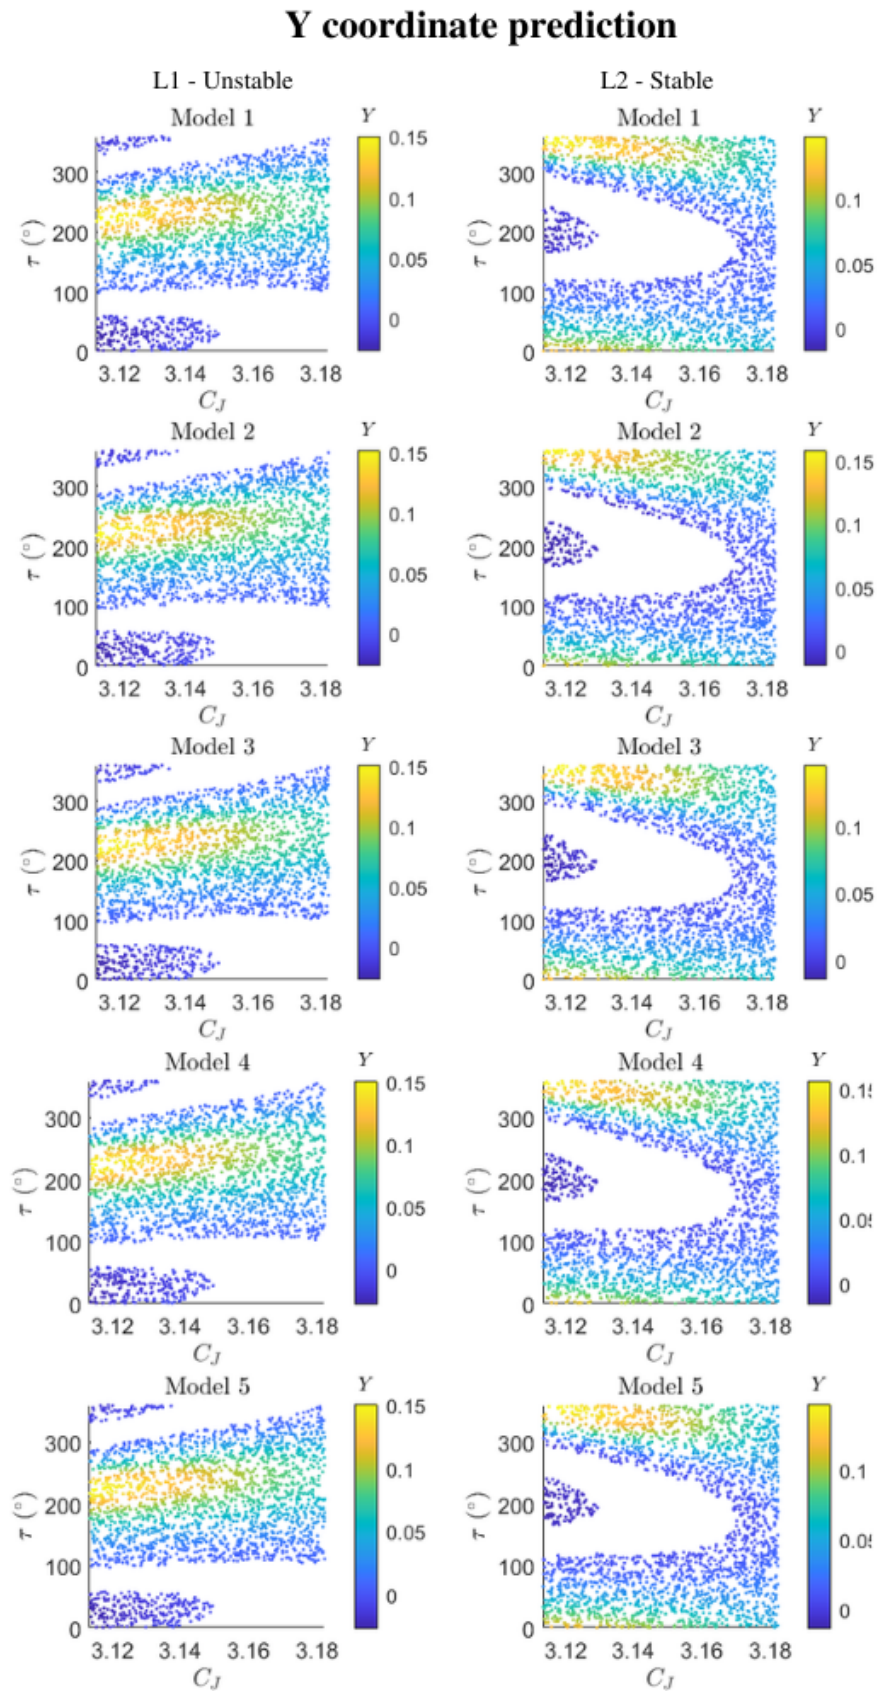 Y coordinate prediction
L1 - Unstable
L2 - Stable
Model 1
Y
0.15
0.1
0.05
0
300
200
100
0
τ (°)
3.12 3.14 3.16 3.18
C_J
Model 1
Y
0.1
0.05
0
300
200
100
0
τ (°)
3.12 3.14 3.16 3.18
C_J
Model 2
Y
0.15
0.1
0.05
0
300
200
100
0
τ (°)
3.12 3.14 3.16 3.18
C_J
Model 2
Y
0.15
0.1
0.05
0
300
200
100
0
τ (°)
3.12 3.14 3.16 3.18
C_J
Model 3
Y
0.15
0.1
0.05
0
300
200
100
0
τ (°)
3.12 3.14 3.16 3.18
C_J
Model 3
Y
0.1
0.05
0
300
200
100
0
τ (°)
3.12 3.14 3.16 3.18
C_J
Model 4
Y
0.15
0.1
0.05
0
300
200
100
0
τ (°)
3.12 3.14 3.16 3.18
C_J
Model 4
Y
0.1
0
300
200
100
0
τ (°)
3.12 3.14 3.16 3.18
C_J
Model 5
Y
0.15
0.1
0.05
0
300
200
100
0
τ (°)
3.12 3.14 3.16 3.18
C_J
Model 5
Y
0.1
0
300
200
100
0
τ (°)
3.12 3.14 3.16 3.18
C_J